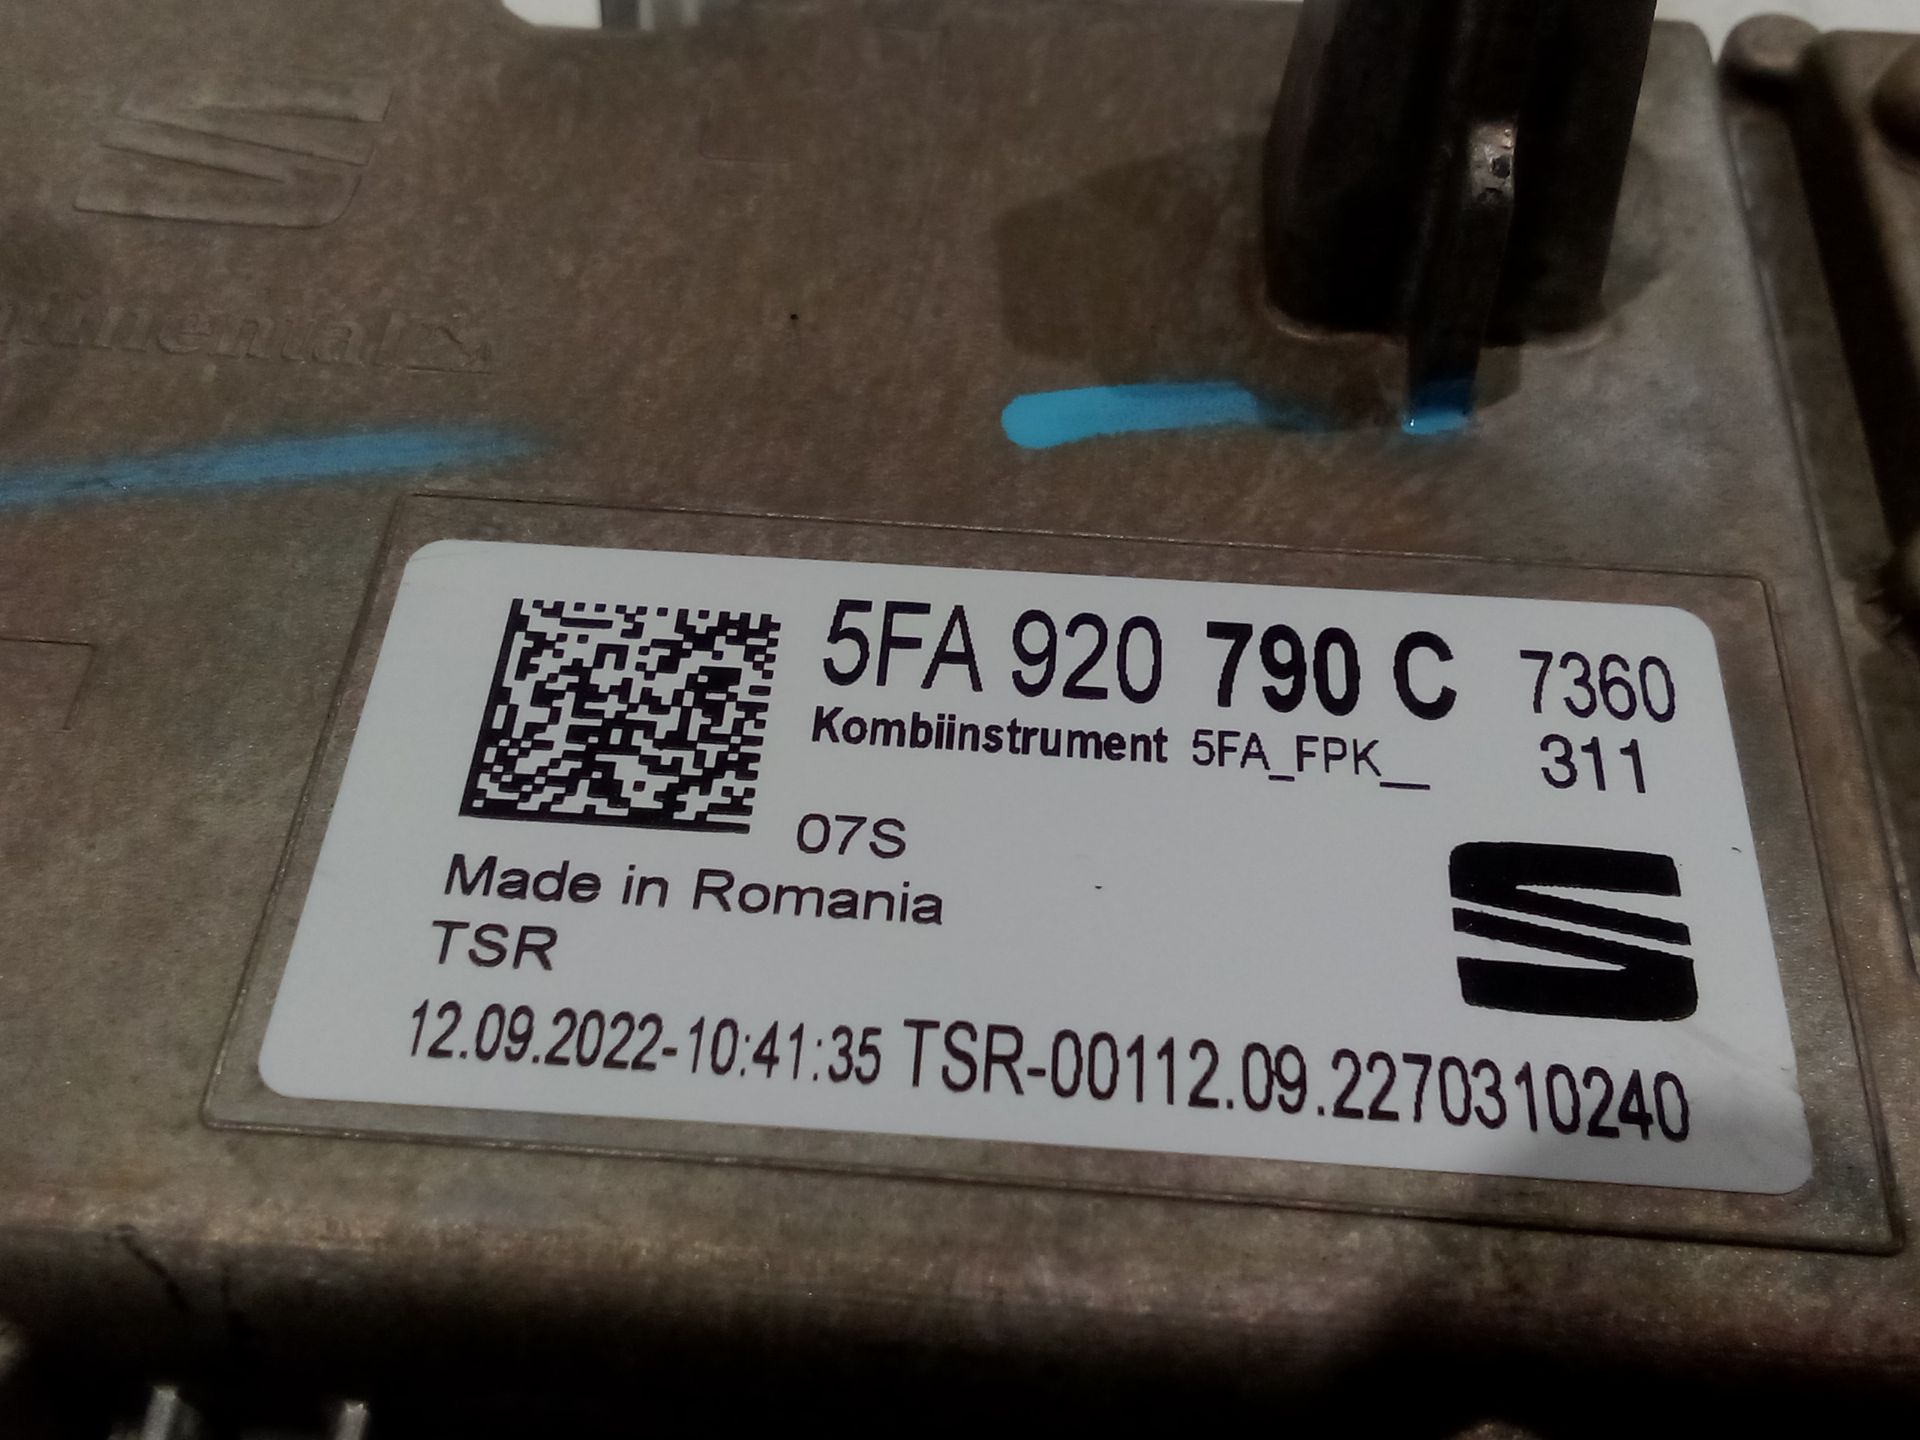 ntinental
5FA 920 790 C 7360
Kombiinstrument 5FA_FPK__ 311
07S
Made in Romania
TSR
12.09.2022-10:41:35 TSR-00112.09.2270310240